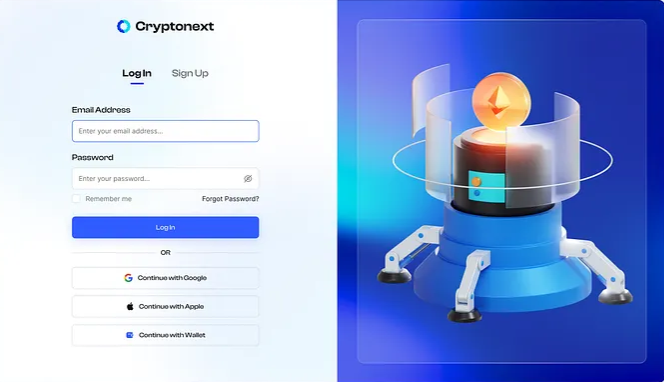 Cryptonext
Log In Sign Up
Email Address
Enter your email address...
Password
Enter your password...
Remember me Forgot Password?
Log in
OR
Continue with Google
Continue with Apple
Continue with Wallet